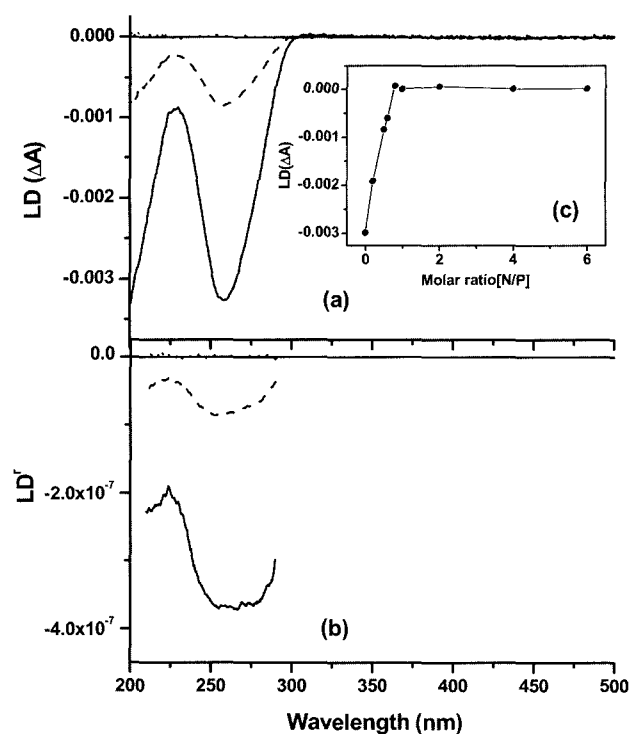 0.000
-0.001
-0.002
-0.003
LD (ΔA)
(a)
0.000
-0.001
-0.002
-0.003
LD(ΔA)
(c)
0 2 4 6
Molar ratio[N/P]
0.0
-2.0x10⁻⁷
-4.0x10⁻⁷
LDʳ
(b)
200 250 300 350 400 450 500
Wavelength (nm)